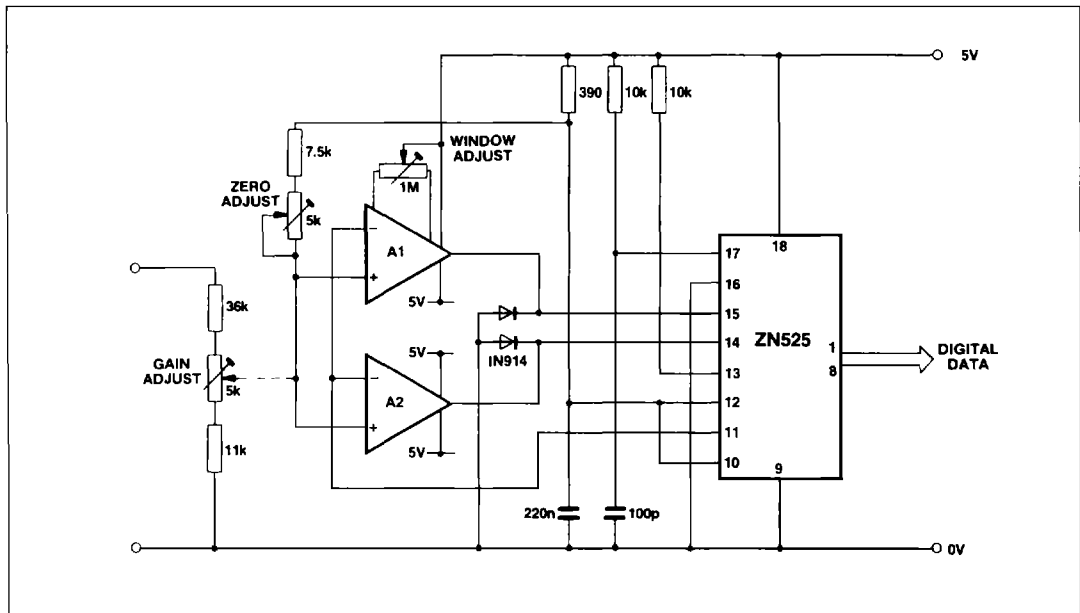 5V
390
10k
10k
7.5k
WINDOW
ADJUST
1M
ZERO
ADJUST
5k
A1
18
17
5V
16
36k
15
ZN525
5V
14
1
DIGITAL
DATA
GAIN
ADJUST
IN914
8
5k
13
A2
12
5V
11
11k
10
9
220n
100p
0V